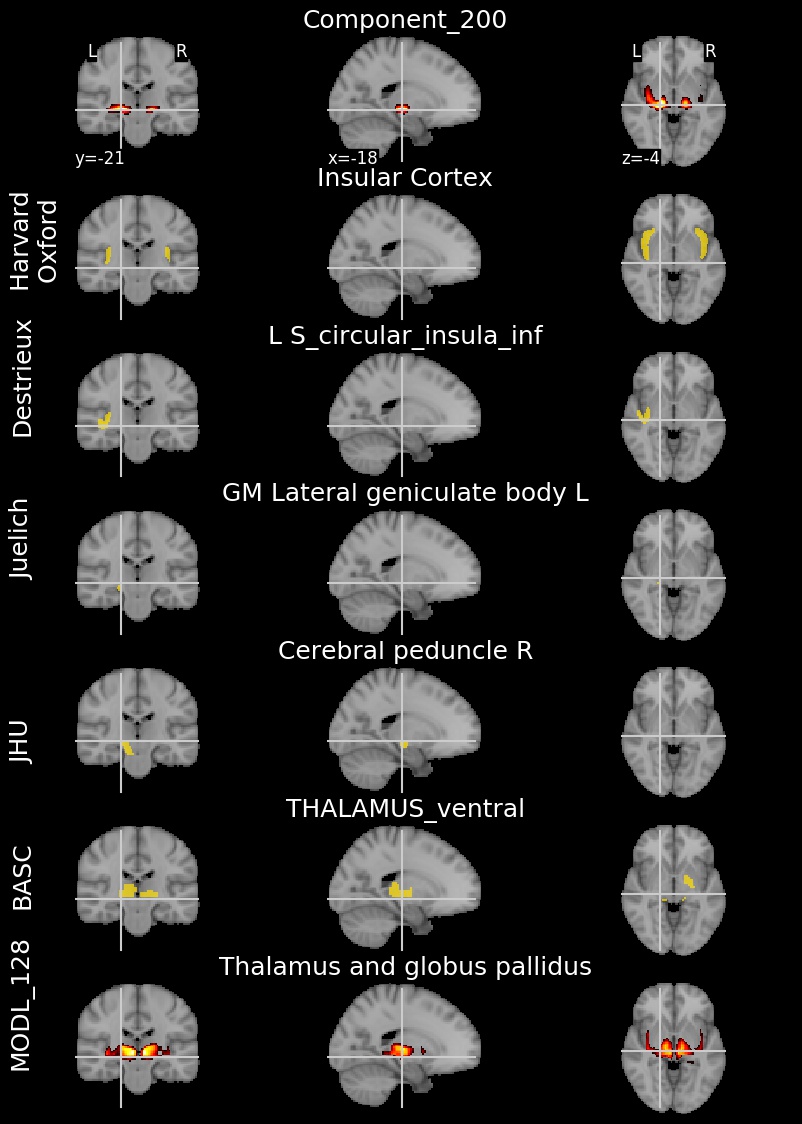 Component_200
L R
L R
y=-21
x=-18
z=-4
Insular Cortex
Harvard
Oxford
L S_circular_insula_inf
Destrieux
GM Lateral geniculate body L
Juelich
Cerebral peduncle R
JHU
THALAMUS_ventral
BASC
Thalamus and globus pallidus
MODL_128